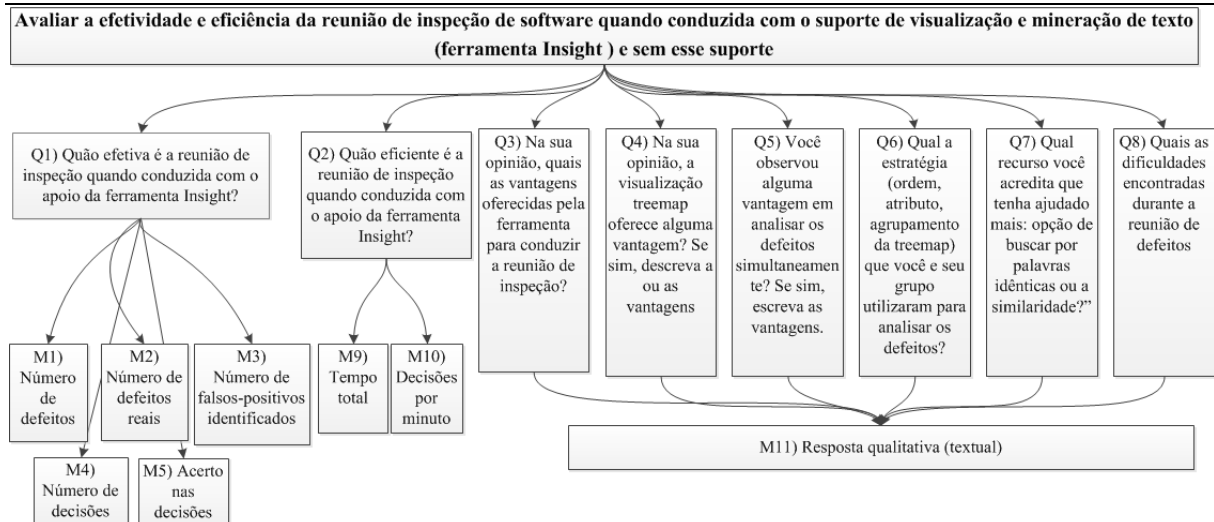 Avaliar a efetividade e eficiência da reunião de inspeção de software quando conduzida com o suporte de visualização e mineração de texto
(ferramenta Insight ) e sem esse suporte
Q1) Quão efetiva é a reunião de
inspeção quando conduzida com o
apoio da ferramenta Insight?
Q2) Quão eficiente é a
reunião de inspeção
quando conduzida com
o apoio da ferramenta
Insight?
Q3) Na sua
opinião, quais
as vantagens
oferecidas pela
ferramenta
para conduzir
a reunião de
inspeção?
Q4) Na sua
opinião, a
visualização
treemap
oferece alguma
vantagem? Se
sim, descreva a
ou as
vantagens
Q5) Você
observou
alguma
vantagem em
analisar os
defeitos
simultaneamen
te? Se sim,
escreva as
vantagens.
Q6) Qual a
estratégia
(ordem,
atributo,
agrupamento
da treemap)
que você e seu
grupo
utilizaram para
analisar os
defeitos?
Q7) Qual
recurso você
acredita que
tenha ajudado
mais: opção de
buscar por
palavras
idênticas ou a
similaridade?”
Q8) Quais as
dificuldades
encontradas
durante a
reunião de
defeitos
M1)
Número
de
defeitos
M2)
Número de
defeitos
reais
M3)
Número de
falsos-positivos
identificados
M9)
Tempo
total
M10)
Decisões
por
minuto
M11) Resposta qualitativa (textual)
M4)
Número de
decisões
M5) Acerto
nas
decisões